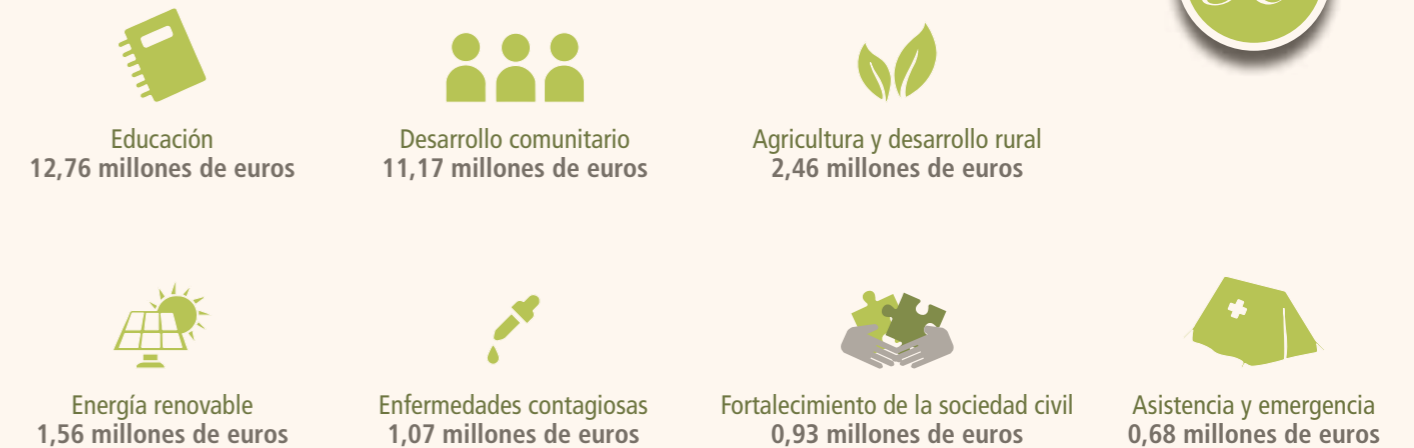 Educación
12,76 millones de euros
Desarrollo comunitario
11,17 millones de euros
Agricultura y desarrollo rural
2,46 millones de euros
Energía renovable
1,56 millones de euros
Enfermedades contagiosas
1,07 millones de euros
Fortalecimiento de la sociedad civil
0,93 millones de euros
Asistencia y emergencia
0,68 millones de euros